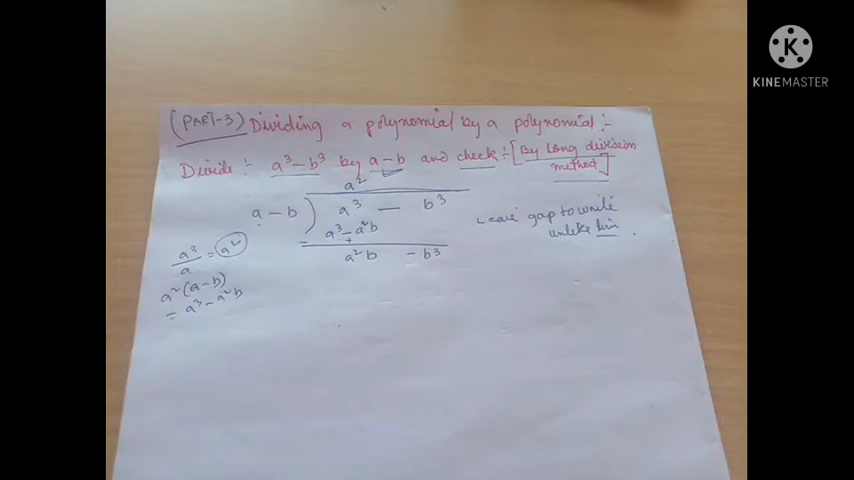 (PART-3) Dividing a polynomial by a polynomial :-
Divide :- a³ - b³ by a - b and check :- [By Long division
method]
a²
a - b ) a³ — b³
a³ - a²b
= +
a²b - b³
Leave gap to write
unlike
a³/a = a²
a² (a - b)
= a³ - a²b
K
KINEMASTER